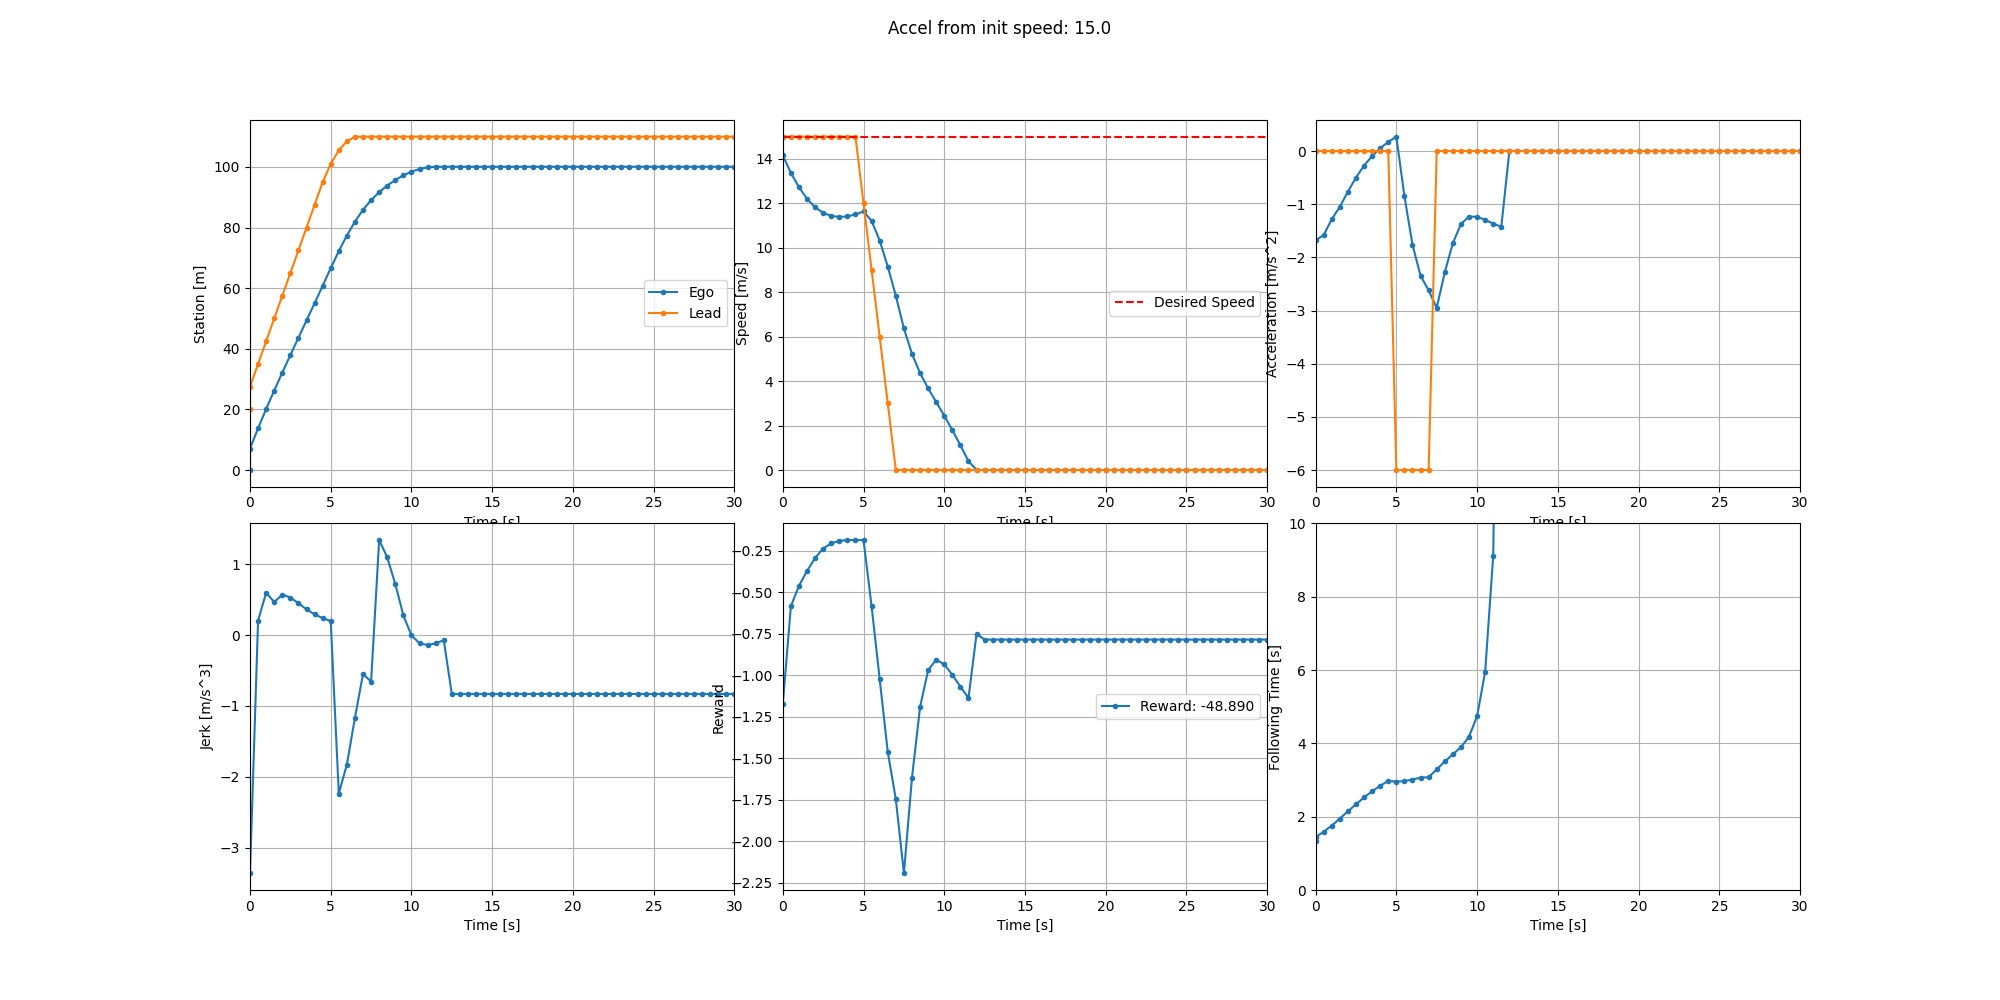 Accel from init speed: 15.0
Station [m]
100
80
60
40
20
0
Ego
Lead
0 5 10 15 20 25 30
Time [s]
Speed [m/s]
14
12
10
8
6
4
2
0
Desired Speed
0 5 10 15 20 25 30
Time [s]
Acceleration [m/s^2]
0
−1
−2
−3
−4
−5
−6
0 5 10 15 20 25 30
Time [s]
Jerk [m/s^3]
1
0
−1
−2
−3
0 5 10 15 20 25 30
Time [s]
Reward
−0.25
−0.50
−0.75
−1.00
−1.25
−1.50
−1.75
−2.00
−2.25
Reward: -48.890
0 5 10 15 20 25 30
Time [s]
Following Time [s]
10
8
6
4
2
0
0 5 10 15 20 25 30
Time [s]